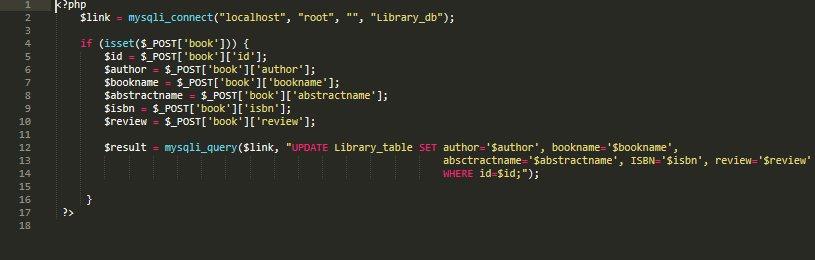 1 <?php
2 $link = mysqli_connect("localhost", "root", "", "Library_db");
3
4 if (isset($_POST['book'])) {
5 $id = $_POST['book']['id'];
6 $author = $_POST['book']['author'];
7 $bookname = $_POST['book']['bookname'];
8 $abstractname = $_POST['book']['abstractname'];
9 $isbn = $_POST['book']['isbn'];
10 $review = $_POST['book']['review'];
11
12 $result = mysqli_query($link, "UPDATE Library_table SET author='$author', bookname='$bookname',
13 absctractname='$abstractname', ISBN='$isbn', review='$review'
14 WHERE id=$id;");
15
16 }
17 ?>
18